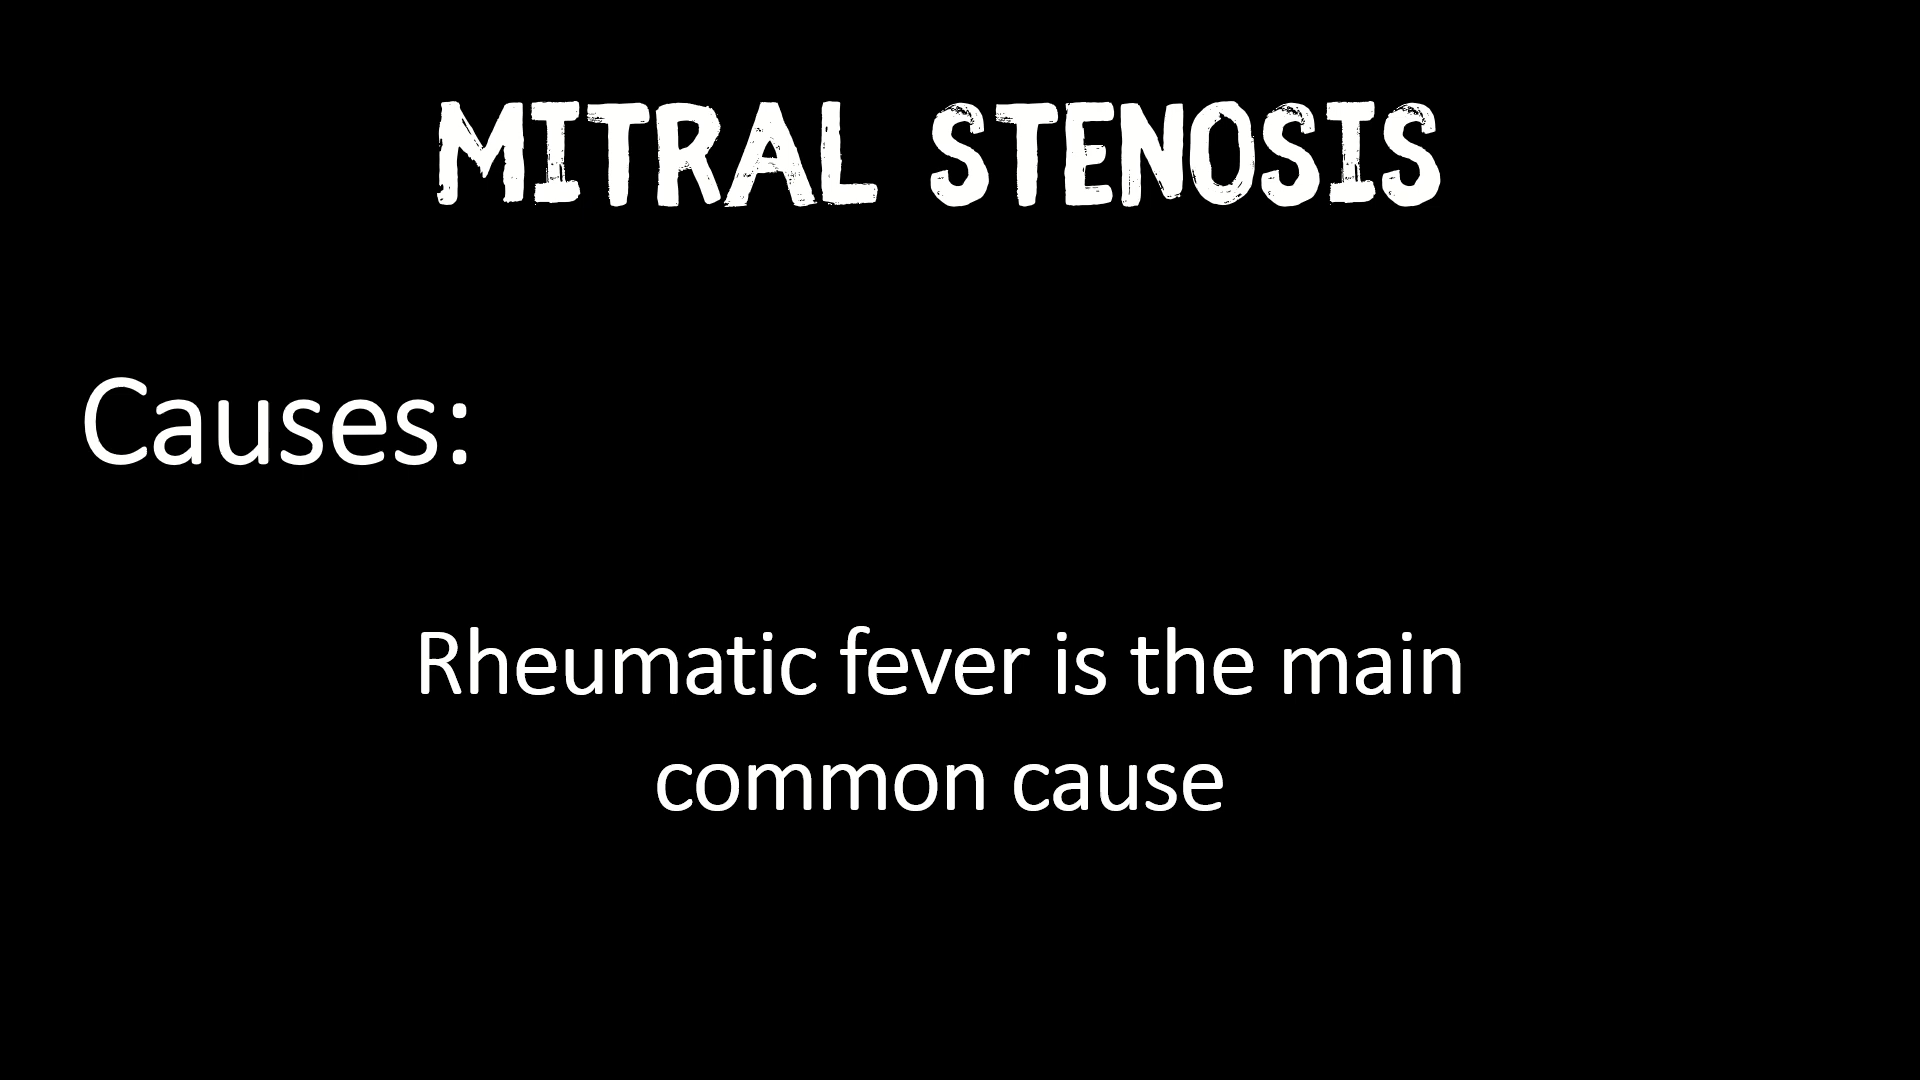 MITRAL STENOSIS
Causes:
Rheumatic fever is the main
common cause